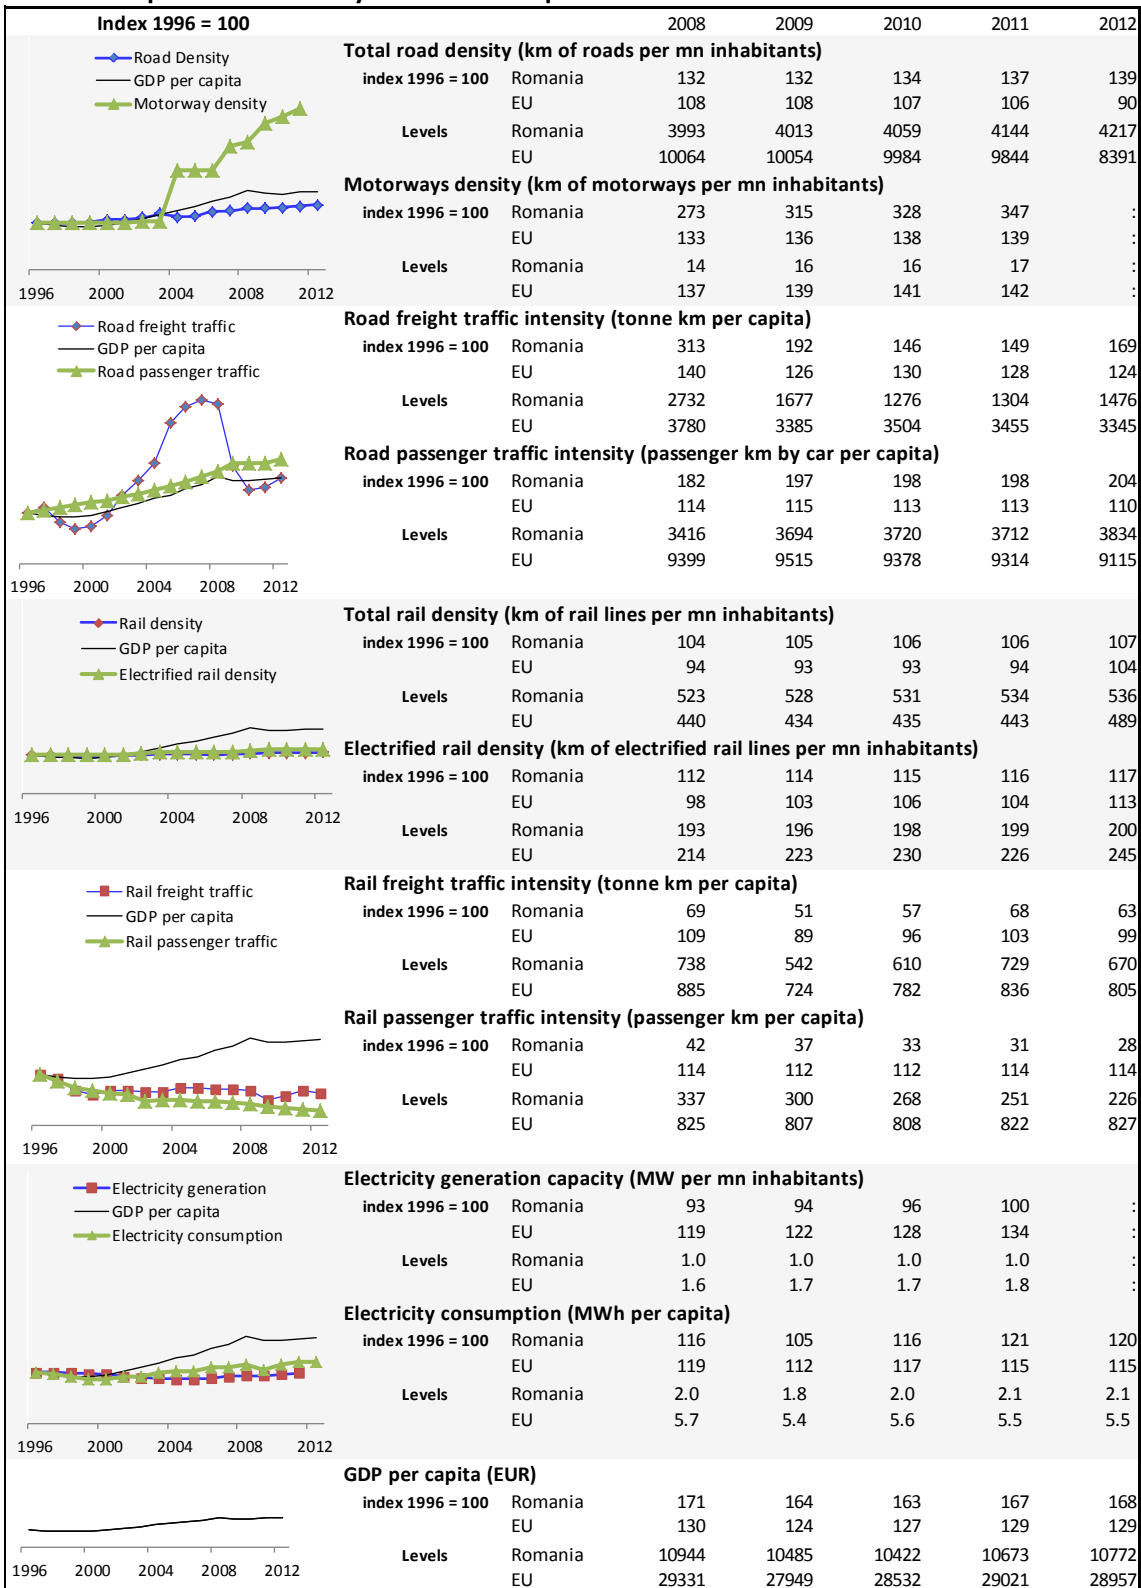 Index 1996 = 100 2008 2009 2010 2011 2012
Road Density
GDP per capita
Motorway density
1996 2000 2004 2008 2012
Total road density (km of roads per mn inhabitants)
index 1996 = 100 Romania 132 132 134 137 139
EU 108 108 107 106 90
Levels Romania 3993 4013 4059 4144 4217
EU 10064 10054 9984 9844 8391
Motorways density (km of motorways per mn inhabitants)
index 1996 = 100 Romania 273 315 328 347 :
EU 133 136 138 139 :
Levels Romania 14 16 16 17 :
EU 137 139 141 142 :
Road freight traffic
GDP per capita
Road passenger traffic
1996 2000 2004 2008 2012
Road freight traffic intensity (tonne km per capita)
index 1996 = 100 Romania 313 192 146 149 169
EU 140 126 130 128 124
Levels Romania 2732 1677 1276 1304 1476
EU 3780 3385 3504 3455 3345
Road passenger traffic intensity (passenger km by car per capita)
index 1996 = 100 Romania 182 197 198 198 204
EU 114 115 113 113 110
Levels Romania 3416 3694 3720 3712 3834
EU 9399 9515 9378 9314 9115
Rail density
GDP per capita
Electrified rail density
1996 2000 2004 2008 2012
Total rail density (km of rail lines per mn inhabitants)
index 1996 = 100 Romania 104 105 106 106 107
EU 94 93 93 94 104
Levels Romania 523 528 531 534 536
EU 440 434 435 443 489
Electrified rail density (km of electrified rail lines per mn inhabitants)
index 1996 = 100 Romania 112 114 115 116 117
EU 98 103 106 104 113
Levels Romania 193 196 198 199 200
EU 214 223 230 226 245
Rail freight traffic
GDP per capita
Rail passenger traffic
1996 2000 2004 2008 2012
Rail freight traffic intensity (tonne km per capita)
index 1996 = 100 Romania 69 51 57 68 63
EU 109 89 96 103 99
Levels Romania 738 542 610 729 670
EU 885 724 782 836 805
Rail passenger traffic intensity (passenger km per capita)
index 1996 = 100 Romania 42 37 33 31 28
EU 114 112 112 114 114
Levels Romania 337 300 268 251 226
EU 825 807 808 822 827
Electricity generation
GDP per capita
Electricity consumption
1996 2000 2004 2008 2012
Electricity generation capacity (MW per mn inhabitants)
index 1996 = 100 Romania 93 94 96 100 :
EU 119 122 128 134 :
Levels Romania 1.0 1.0 1.0 1.0 :
EU 1.6 1.7 1.7 1.8 :
Electricity consumption (MWh per capita)
index 1996 = 100 Romania 116 105 116 121 120
EU 119 112 117 115 115
Levels Romania 2.0 1.8 2.0 2.1 2.1
EU 5.7 5.4 5.6 5.5 5.5
1996 2000 2004 2008 2012
GDP per capita (EUR)
index 1996 = 100 Romania 171 164 163 167 168
EU 130 124 127 129 129
Levels Romania 10944 10485 10422 10673 10772
EU 29331 27949 28532 29021 28957